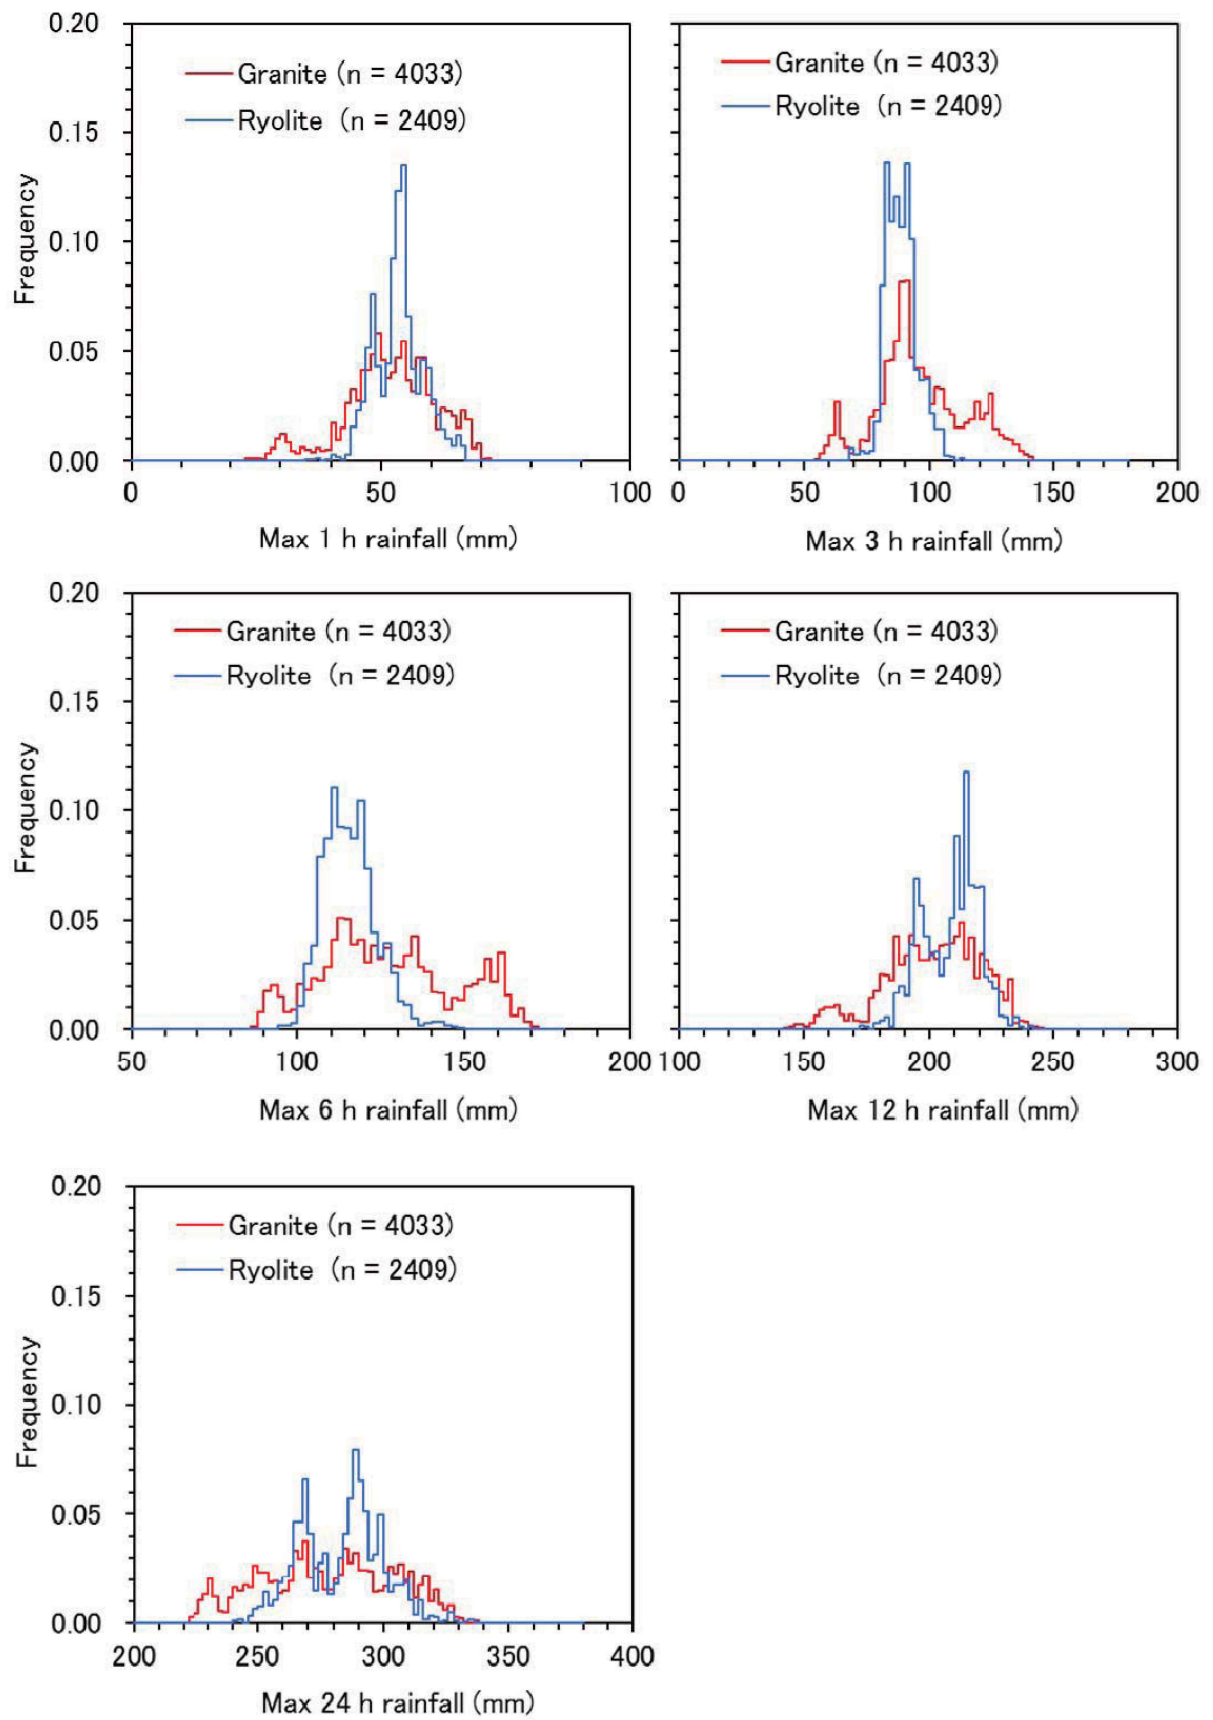 0.20
0.15
0.10
0.05
0.00
Frequency
Granite (n = 4033)
Ryolite (n = 2409)
0 50 100
Max 1 h rainfall (mm)
Granite (n = 4033)
Ryolite (n = 2409)
0 50 100 150 200
Max 3 h rainfall (mm)
0.20
0.15
0.10
0.05
0.00
Frequency
Granite (n = 4033)
Ryolite (n = 2409)
50 100 150 200
Max 6 h rainfall (mm)
Granite (n = 4033)
Ryolite (n = 2409)
100 150 200 250 300
Max 12 h rainfall (mm)
0.20
0.15
0.10
0.05
0.00
Frequency
Granite (n = 4033)
Ryolite (n = 2409)
200 250 300 350 400
Max 24 h rainfall (mm)